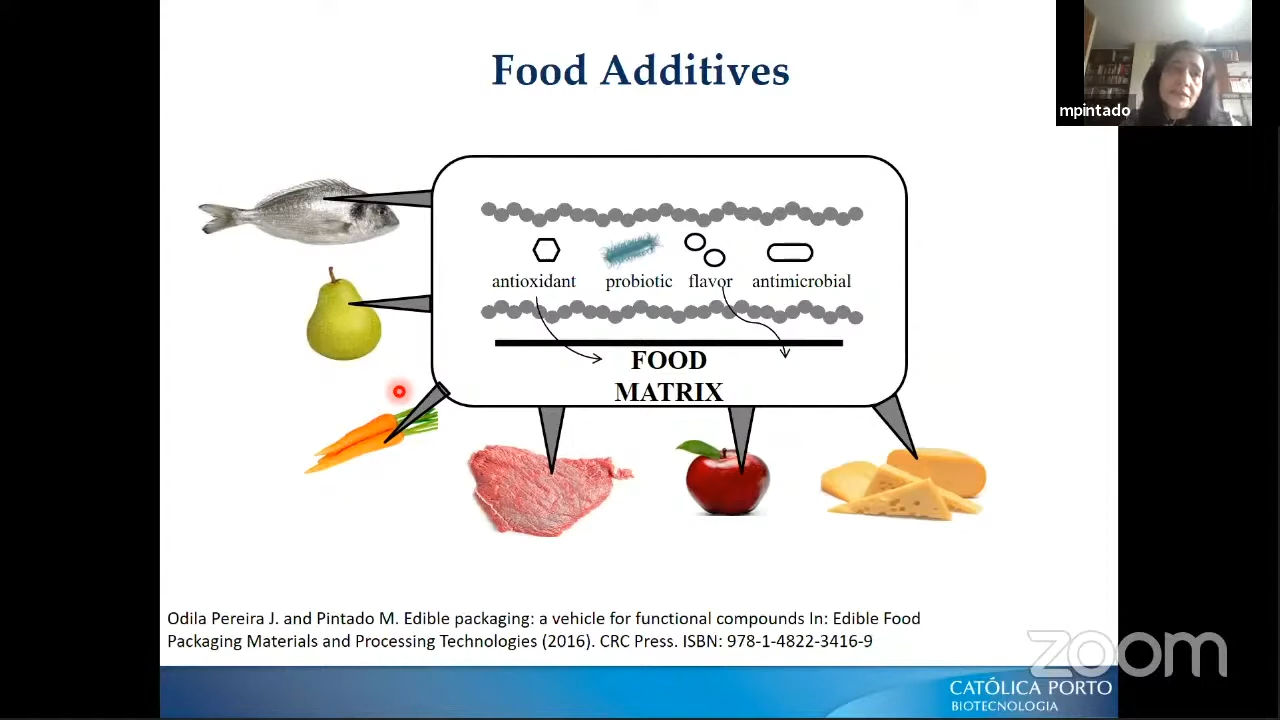 Food Additives
mpintado
antioxidant probiotic flavor antimicrobial
FOOD
MATRIX
Odila Pereira J. and Pintado M. Edible packaging: a vehicle for functional compounds In: Edible Food
Packaging Materials and Processing Technologies (2016). CRC Press. ISBN: 978-1-4822-3416-9
zoom
CATÓLICA PORTO
BIOTECNOLOGIA